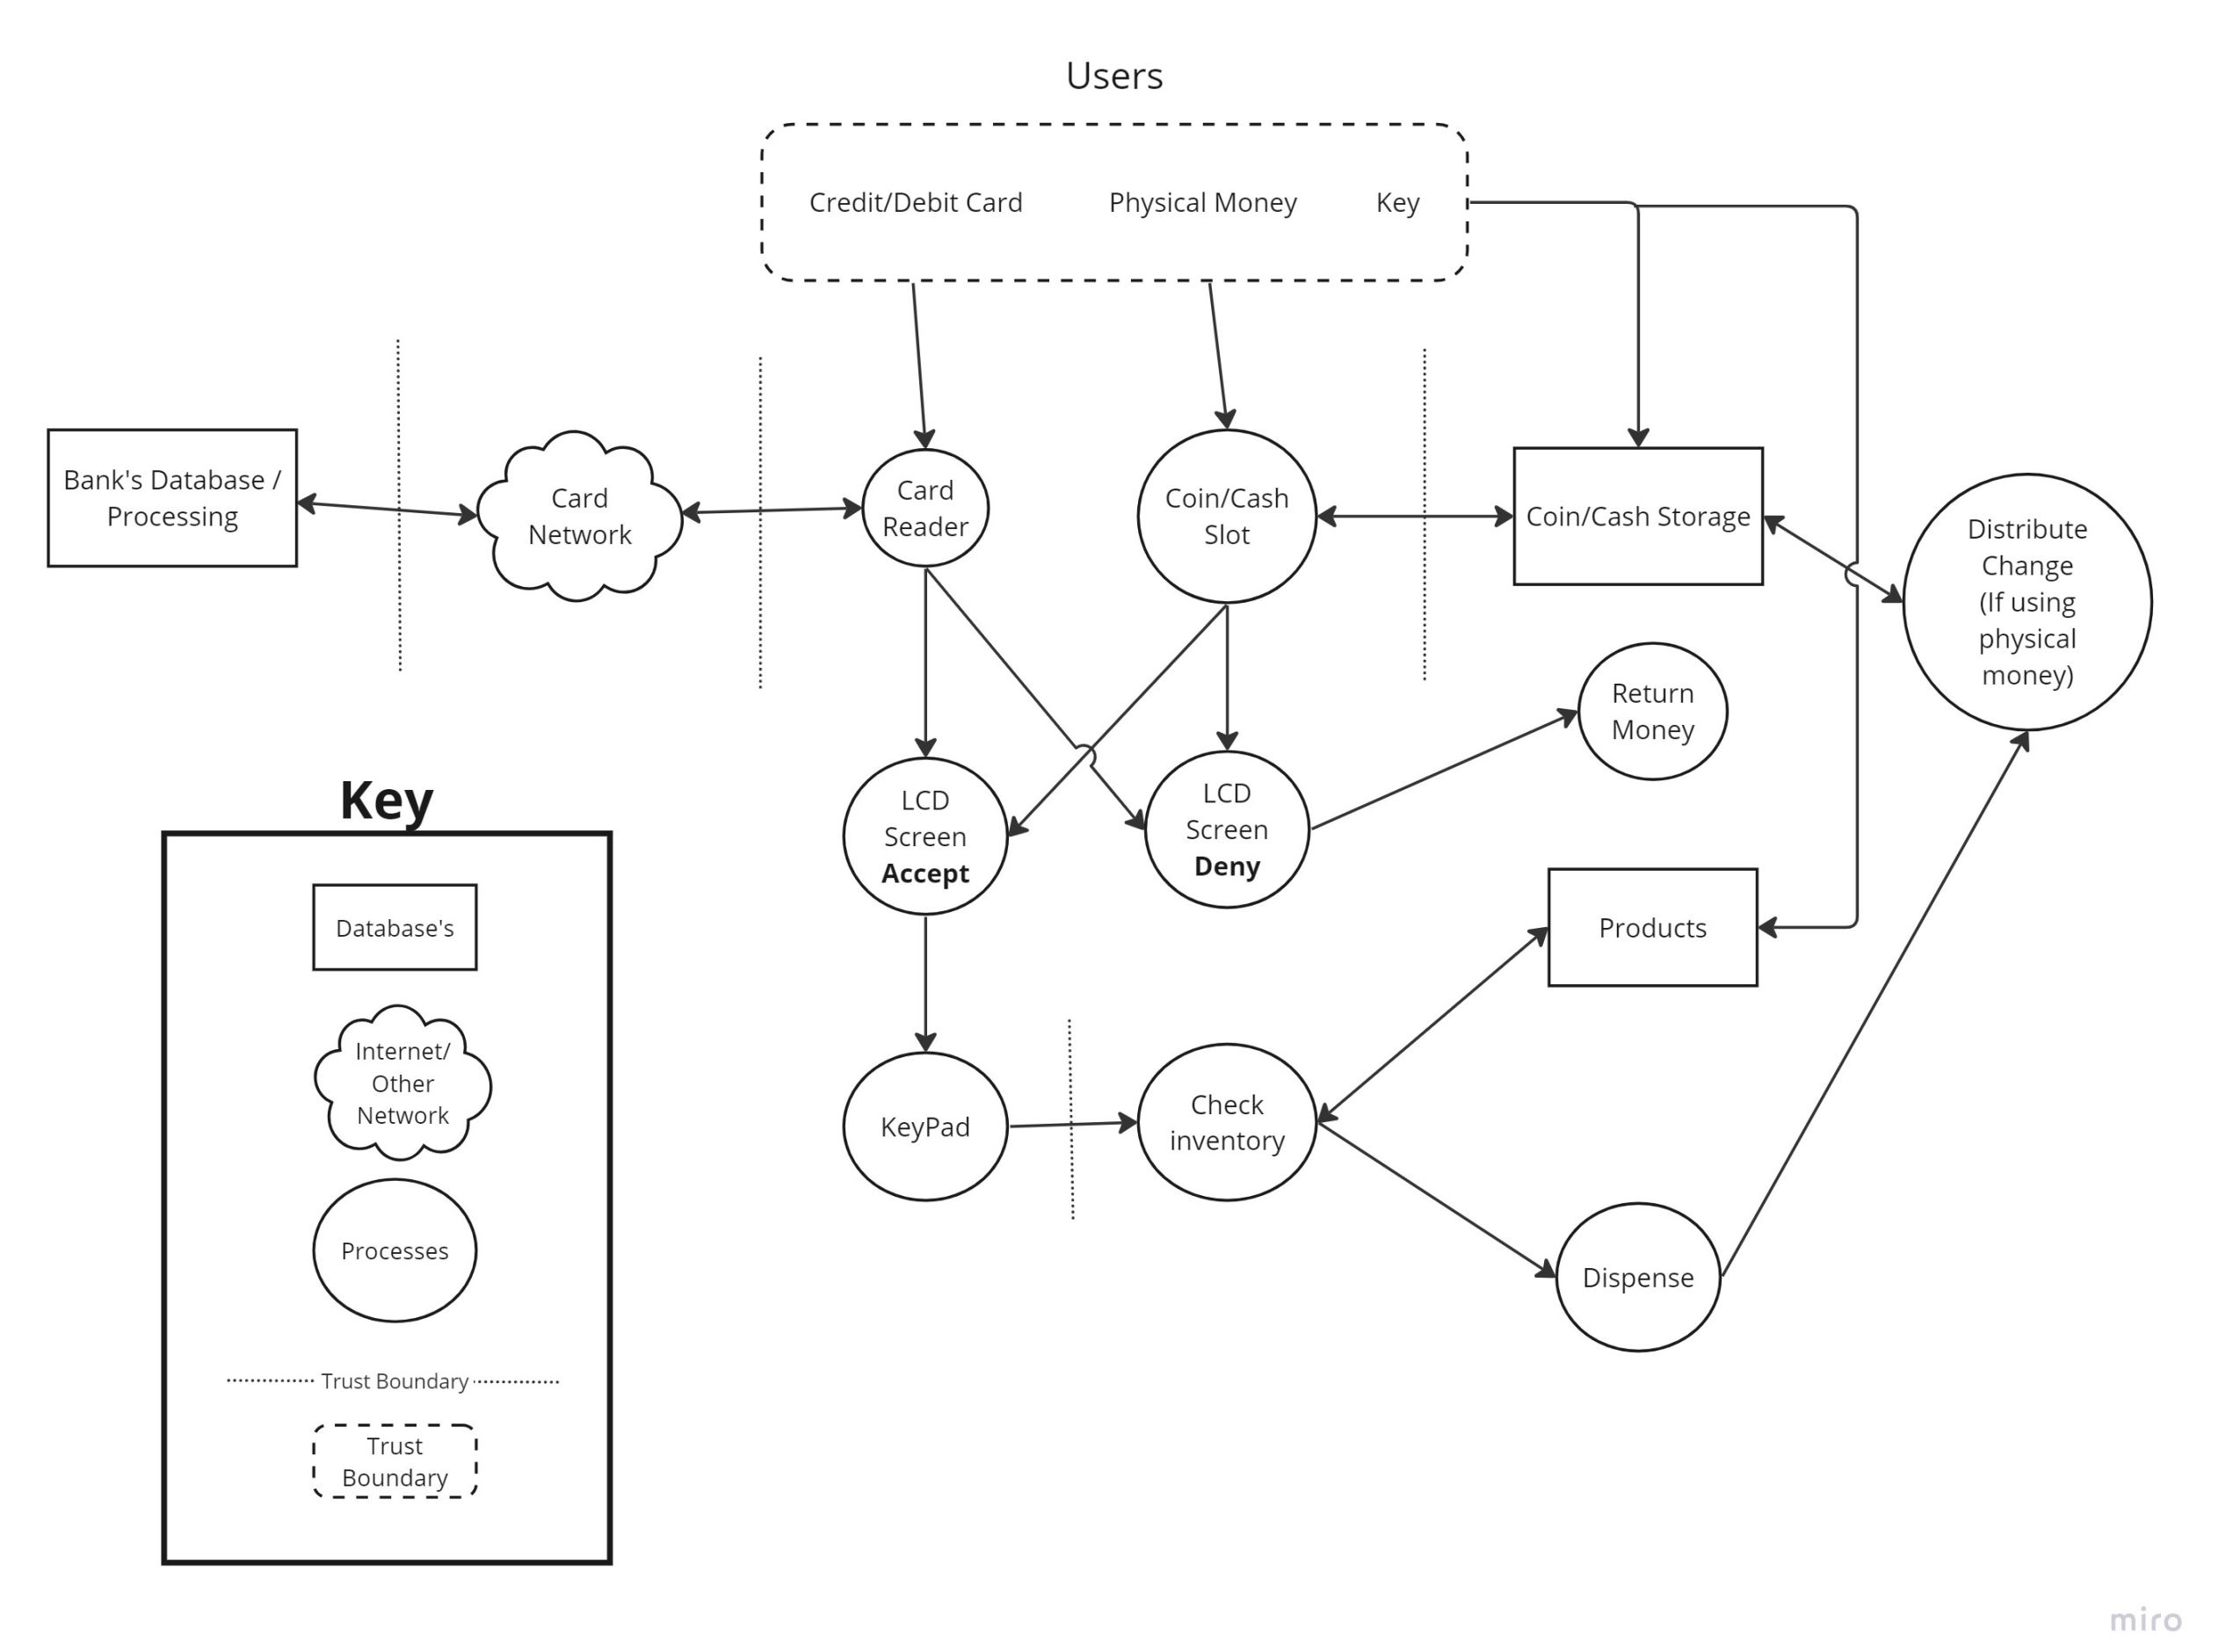 Users
Credit/Debit Card
Physical Money
Key
Bank's Database /
Processing
Card
Network
Card
Reader
Coin/Cash
Slot
Coin/Cash Storage
Distribute
Change
(If using
physical
money)
Return
Money
LCD
Screen
Accept
LCD
Screen
Deny
Products
KeyPad
Check
inventory
Dispense
Key
Database's
Internet/
Other
Network
Processes
Trust Boundary
Trust
Boundary
miro